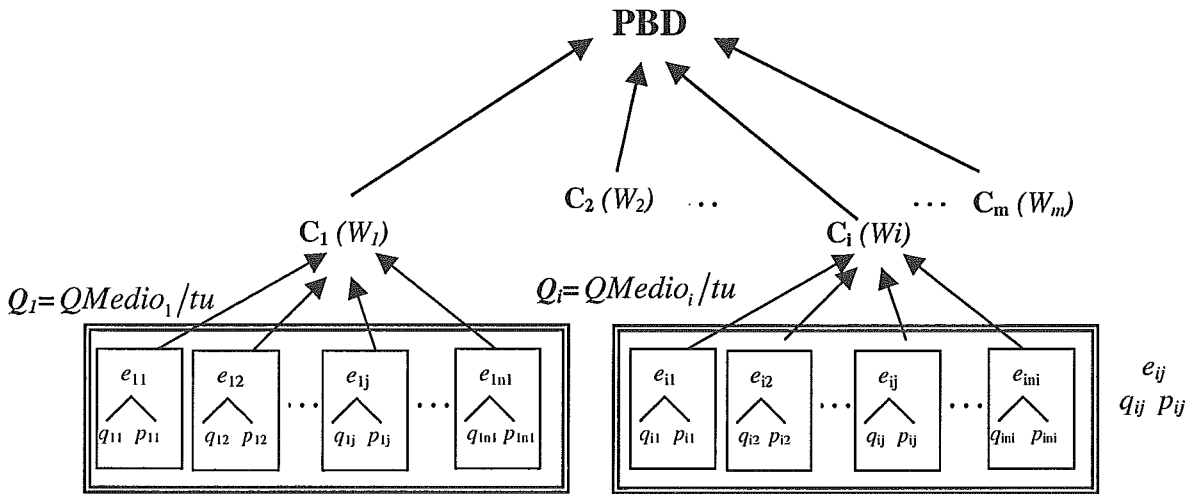 PBD
C₂ (W₂) ·· ··· Cₘ (Wₘ)
C₁ (W₁) Cᵢ (Wi)
Q₁=QMedio₁/tu Qᵢ=QMedioᵢ/tu
e₁₁ e₁₂ ··· e₁ⱼ ··· e₁ₙ₁ eᵢ₁ eᵢ₂ ··· eᵢⱼ ··· eᵢₙᵢ eᵢⱼ
q₁₁ p₁₁ q₁₂ p₁₂ q₁ⱼ p₁ⱼ q₁ₙ₁ p₁ₙ₁ qᵢ₁ pᵢ₁ qᵢ₂ pᵢ₂ qᵢⱼ pᵢⱼ qᵢₙᵢ pᵢₙᵢ qᵢⱼ pᵢⱼ